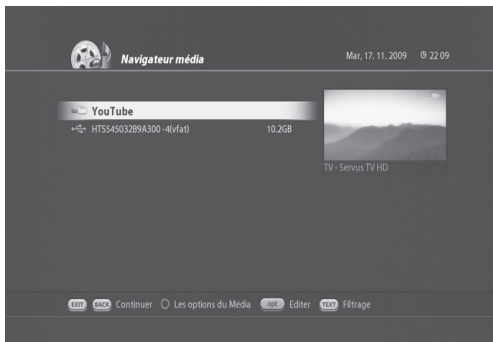 Navigateur média
Mar, 17. 11. 2009 22 09
YouTube
HTS545032B9A300 -4(vfat) 10.2GB
TV - Servus TV HD
EXIT BACK Continuer Les options du Média opt Editer TEXT Filtrage